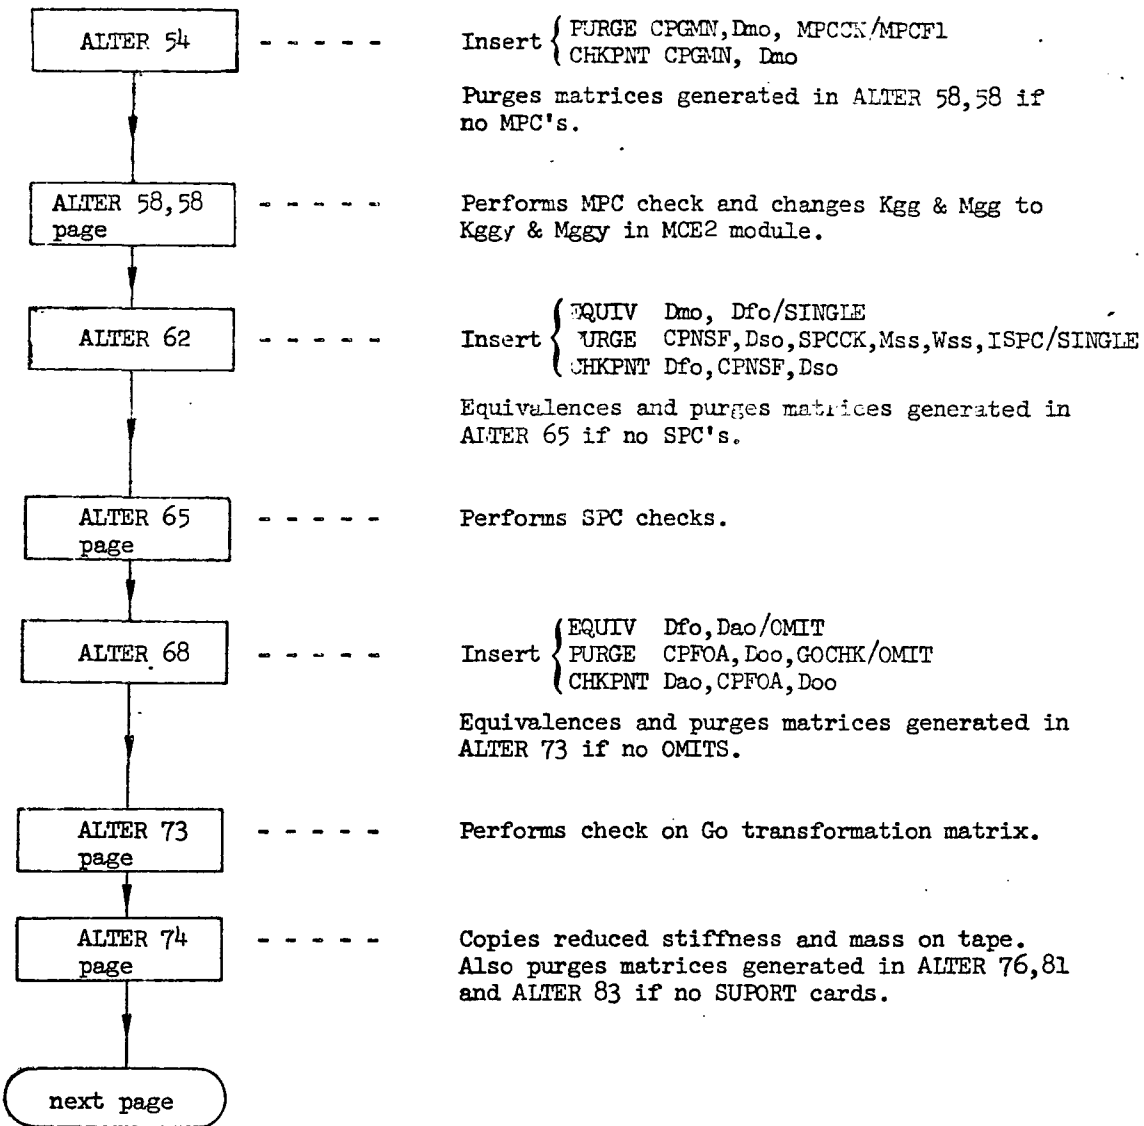 ALTER 54
Insert { PURGE CPGMN,Dmo, MPCCK/MPCF1
CHKPNT CPGMN, Dmo
Purges matrices generated in ALTER 58,58 if
no MPC's.
ALTER 58,58
page
Performs MPC check and changes Kgg & Mgg to
Kggy & Mggy in MCE2 module.
ALTER 62
Insert { EQUIV Dmo, Dfo/SINGLE
PURGE CPNSF,Dso,SPCCK,Mss,Wss,ISPC/SINGLE
CHKPNT Dfo,CPNSF,Dso
Equivalences and purges matrices generated in
ALTER 65 if no SPC's.
ALTER 65
page
Performs SPC checks.
ALTER 68
Insert { EQUIV Dfo,Dao/OMIT
PURGE CPFOA,Doo,GOCHK/OMIT
CHKPNT Dao,CPFOA,Doo
Equivalences and purges matrices generated in
ALTER 73 if no OMITS.
ALTER 73
page
Performs check on Go transformation matrix.
ALTER 74
page
Copies reduced stiffness and mass on tape.
Also purges matrices generated in ALTER 76,81
and ALTER 83 if no SUPORT cards.
next page